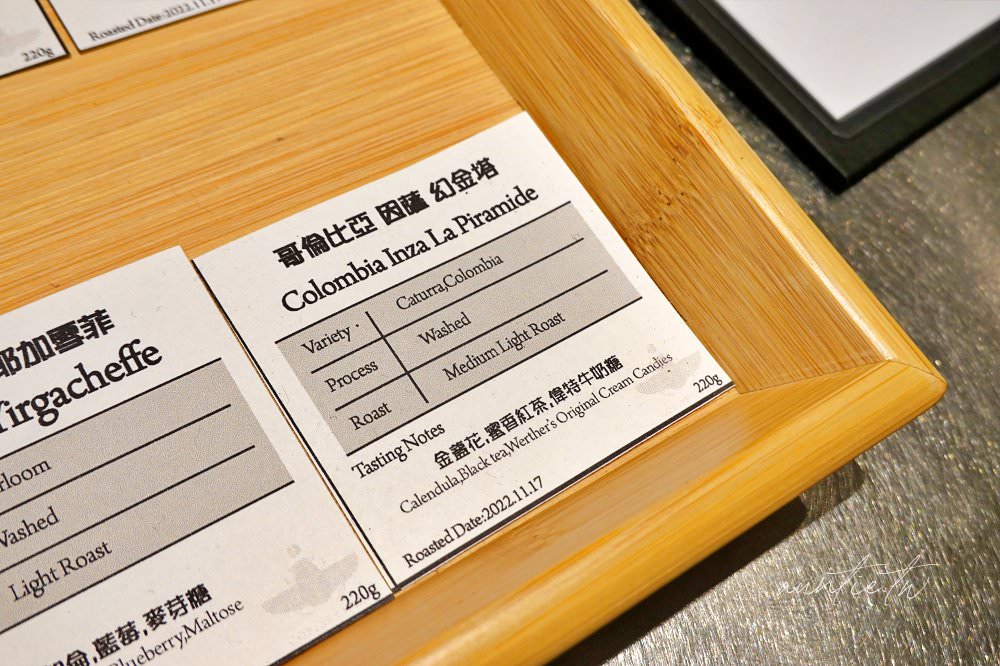 220g
Roasted Date:2022.11.17
哥倫比亞 因薩 幻金塔
Colombia Inza La Piramide
Variety Caturra,Colombia
Process Washed
Roast Medium Light Roast
Tasting Notes
金盞花,蜜香紅茶,偉特牛奶糖
Calendula,Black tea,Werther's Original Cream Candies
Roasted Date:2022.11.17
220g
耶加雪菲
Yirgacheffe
Washed
Light Roast
藍莓,麥芽糖
Blueberry,Maltose
220g